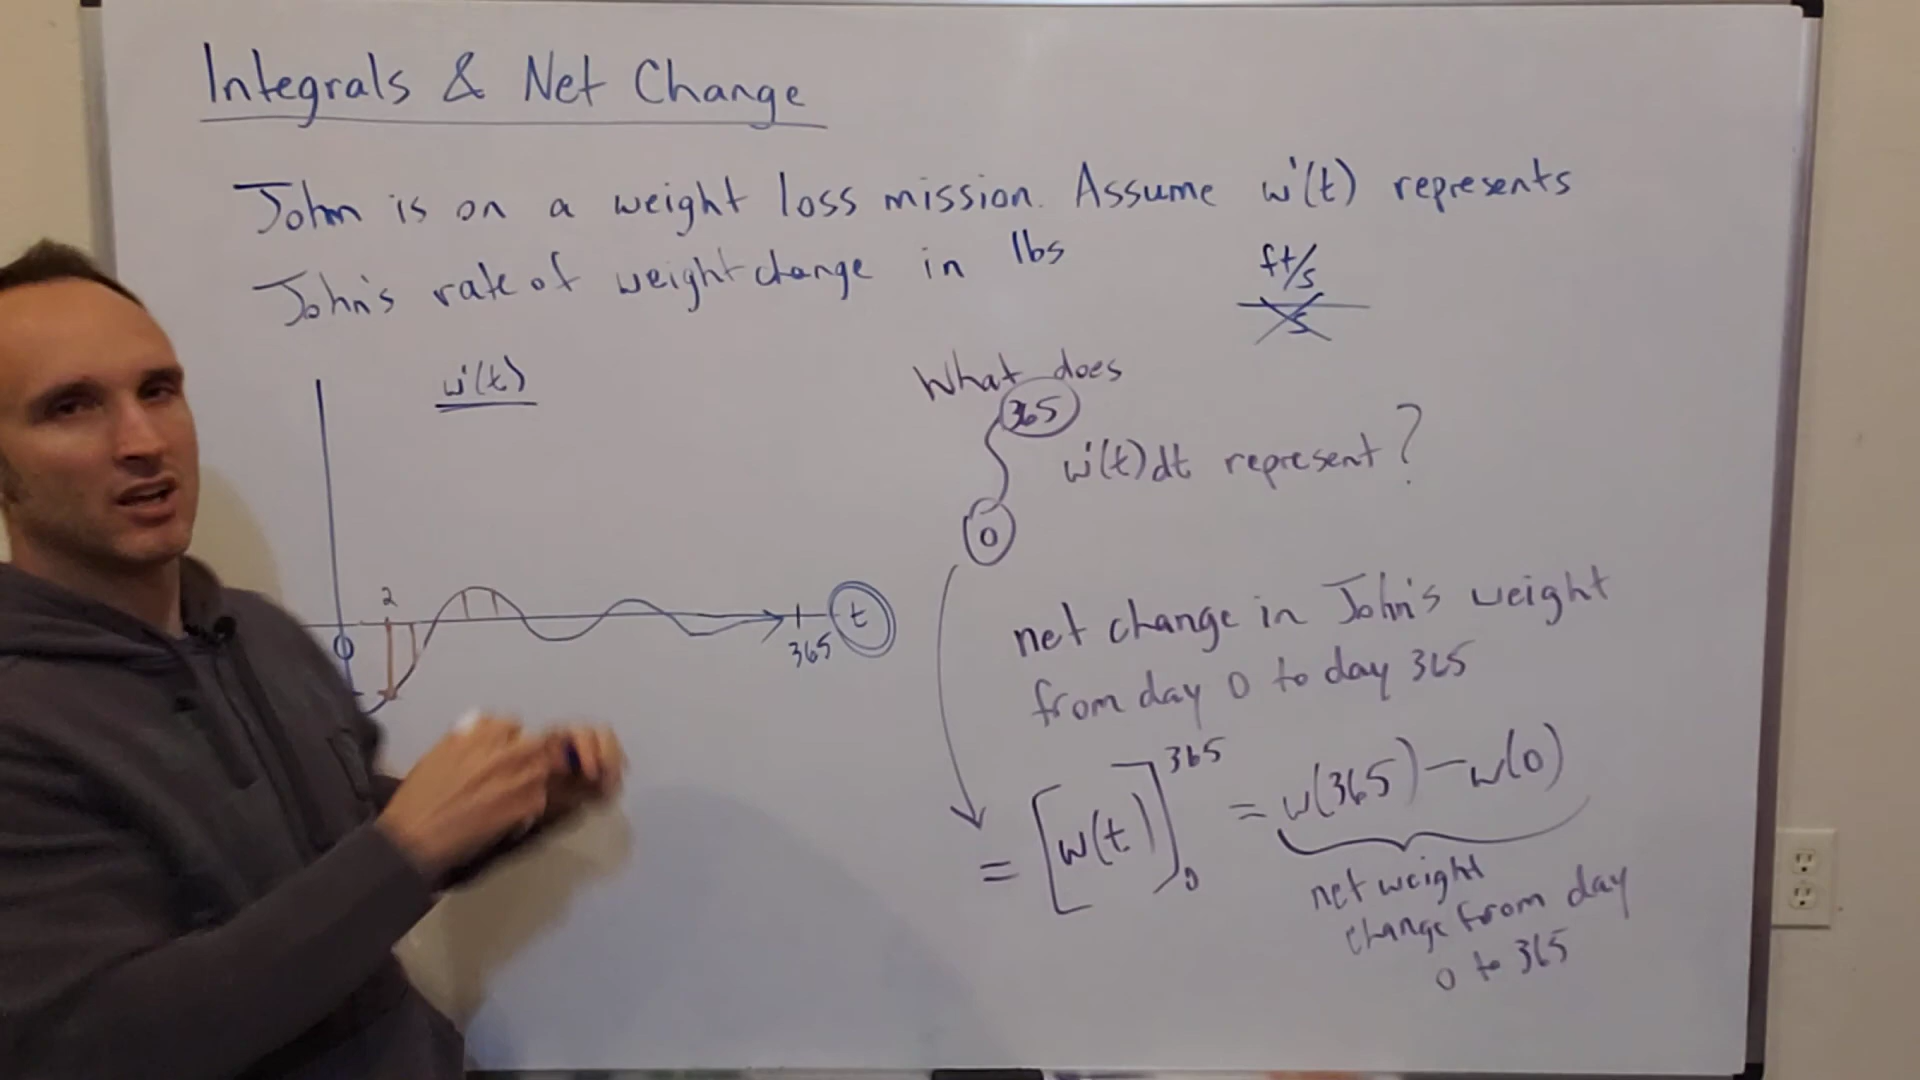 Integrals & Net Change
John is on a weight loss mission. Assume w'(t) represents
John's rate of weight change in lbs
ft/s
s
w'(t)
What does
365
w'(t)dt represent?
0
2
0
365
t
net change in John's weight
from day 0 to day 365
= [w(t)]₀³⁶⁵ = w(365) - w(0)
net weight
change from day
0 to 365